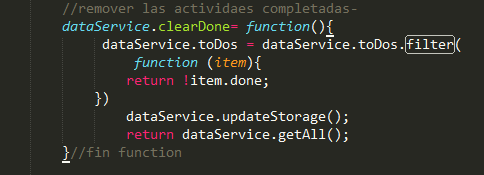 //remover las actividaes completadas-
dataService.clearDone= function(){
dataService.toDos = dataService.toDos.filter(
function (item){
return !item.done;
})
dataService.updateStorage();
return dataService.getAll();
}//fin function